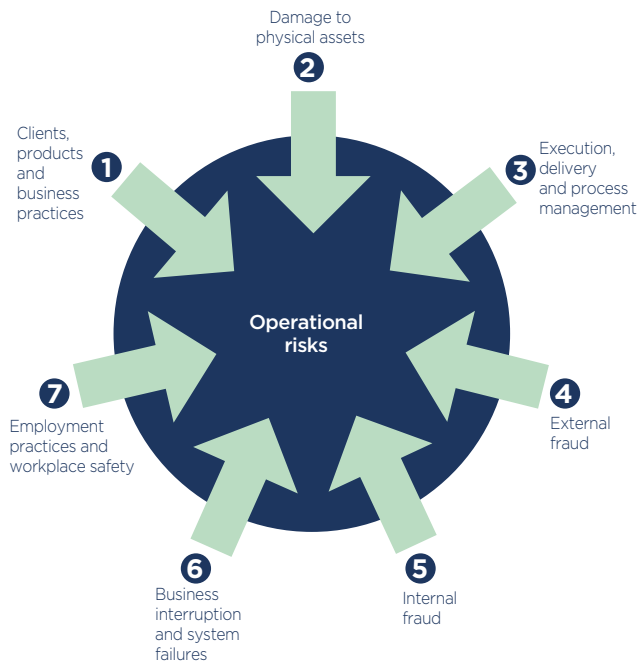 Damage to
physical assets
2
Clients,
products
and
business
practices
1
3
Execution,
delivery
and process
management
Operational
risks
7
Employment
practices and
workplace safety
4
External
fraud
6
Business
interruption
and system
failures
5
Internal
fraud